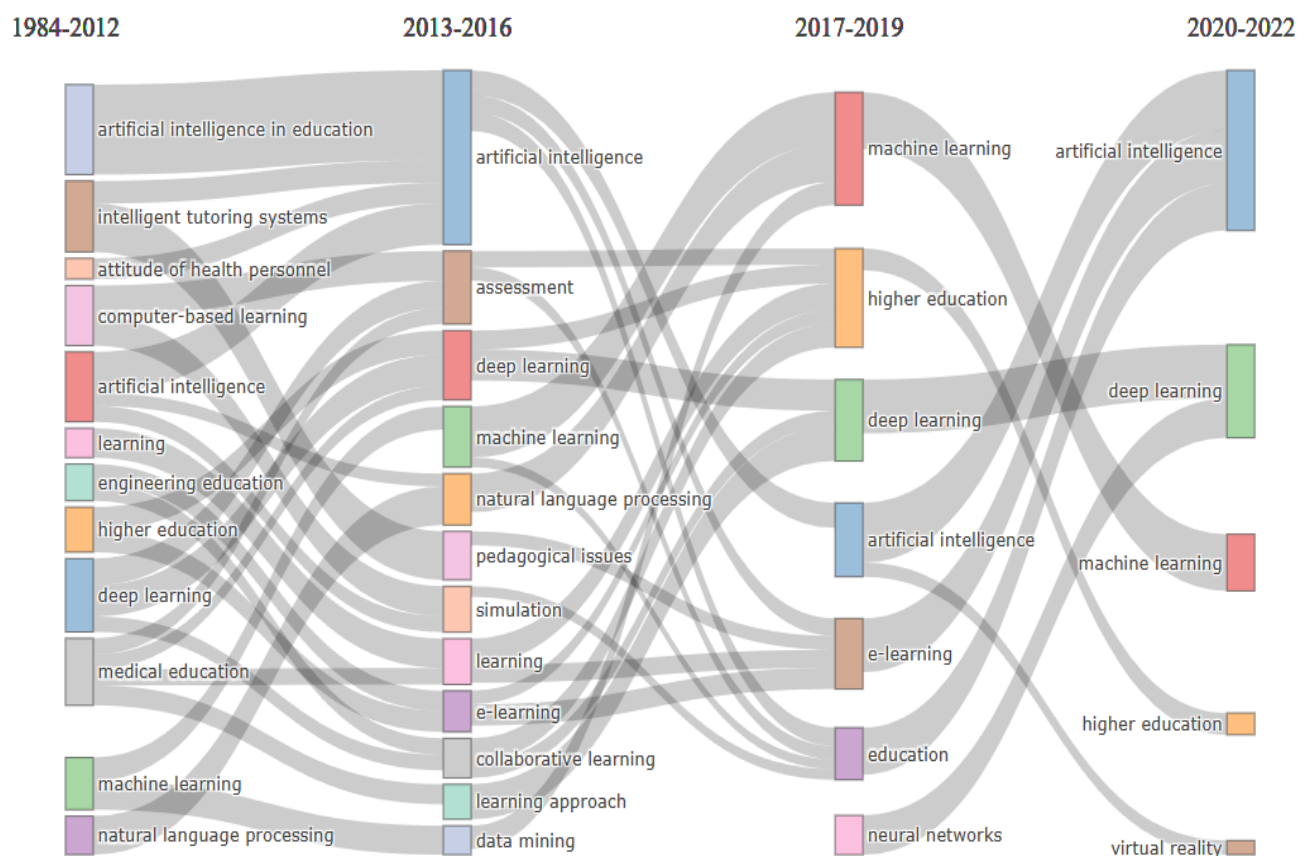 1984-2012
2013-2016
2017-2019
2020-2022
artificial intelligence in education
intelligent tutoring systems
attitude of health personnel
computer-based learning
artificial intelligence
learning
engineering education
higher education
deep learning
medical education
machine learning
natural language processing
artificial intelligence
assessment
deep learning
machine learning
natural language processing
pedagogical issues
simulation
learning
e-learning
collaborative learning
learning approach
data mining
machine learning
higher education
deep learning
artificial intelligence
e-learning
education
neural networks
artificial intelligence
deep learning
machine learning
higher education
virtual reality